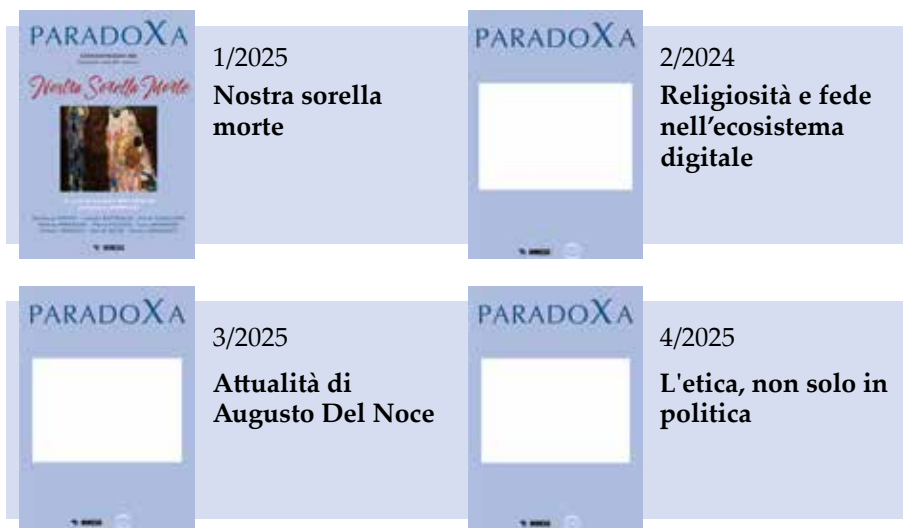 PARADOXA
Nostra Sorella Morte
1/2025
Nostra sorella
morte
PARADOXA
2/2024
Religiosità e fede
nell’ecosistema
digitale
PARADOXA
3/2025
Attualità di
Augusto Del Noce
PARADOXA
4/2025
L'etica, non solo in
politica